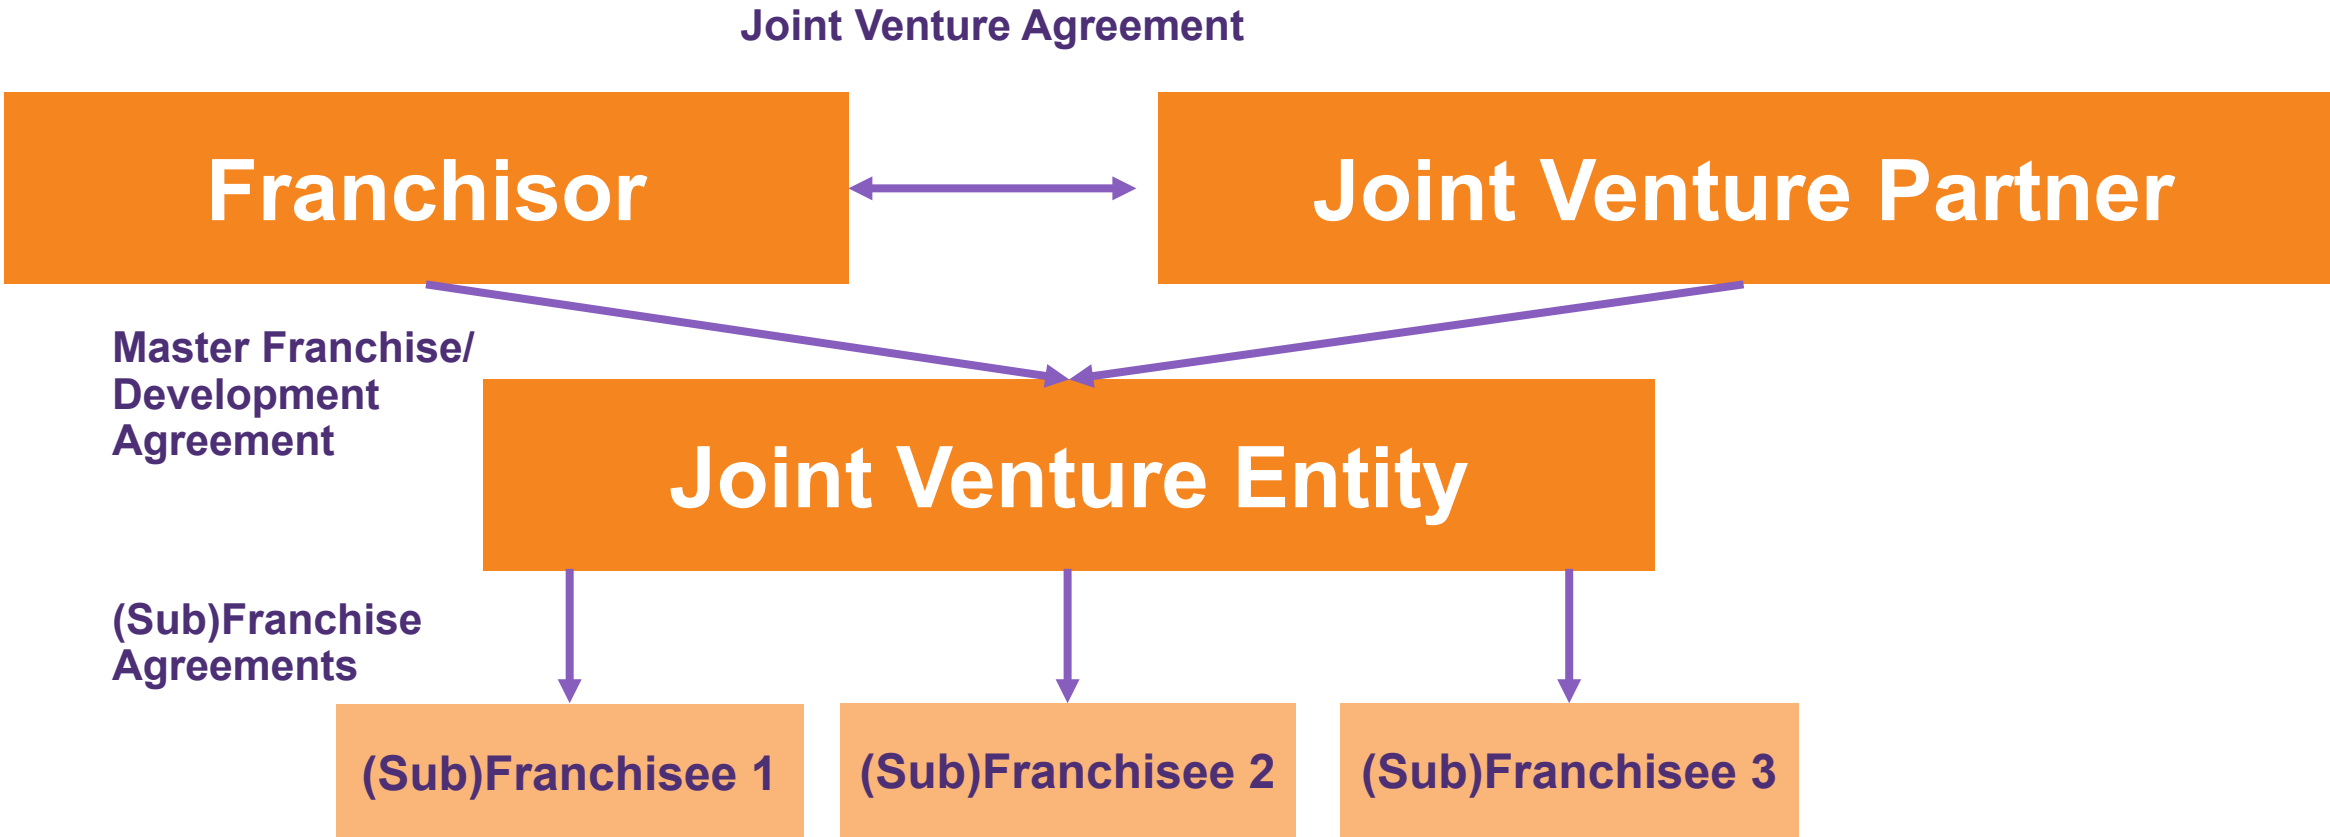 Joint Venture Agreement
Franchisor
Joint Venture Partner
Master Franchise/
Development
Agreement
Joint Venture Entity
(Sub)Franchise
Agreements
(Sub)Franchisee 1
(Sub)Franchisee 2
(Sub)Franchisee 3